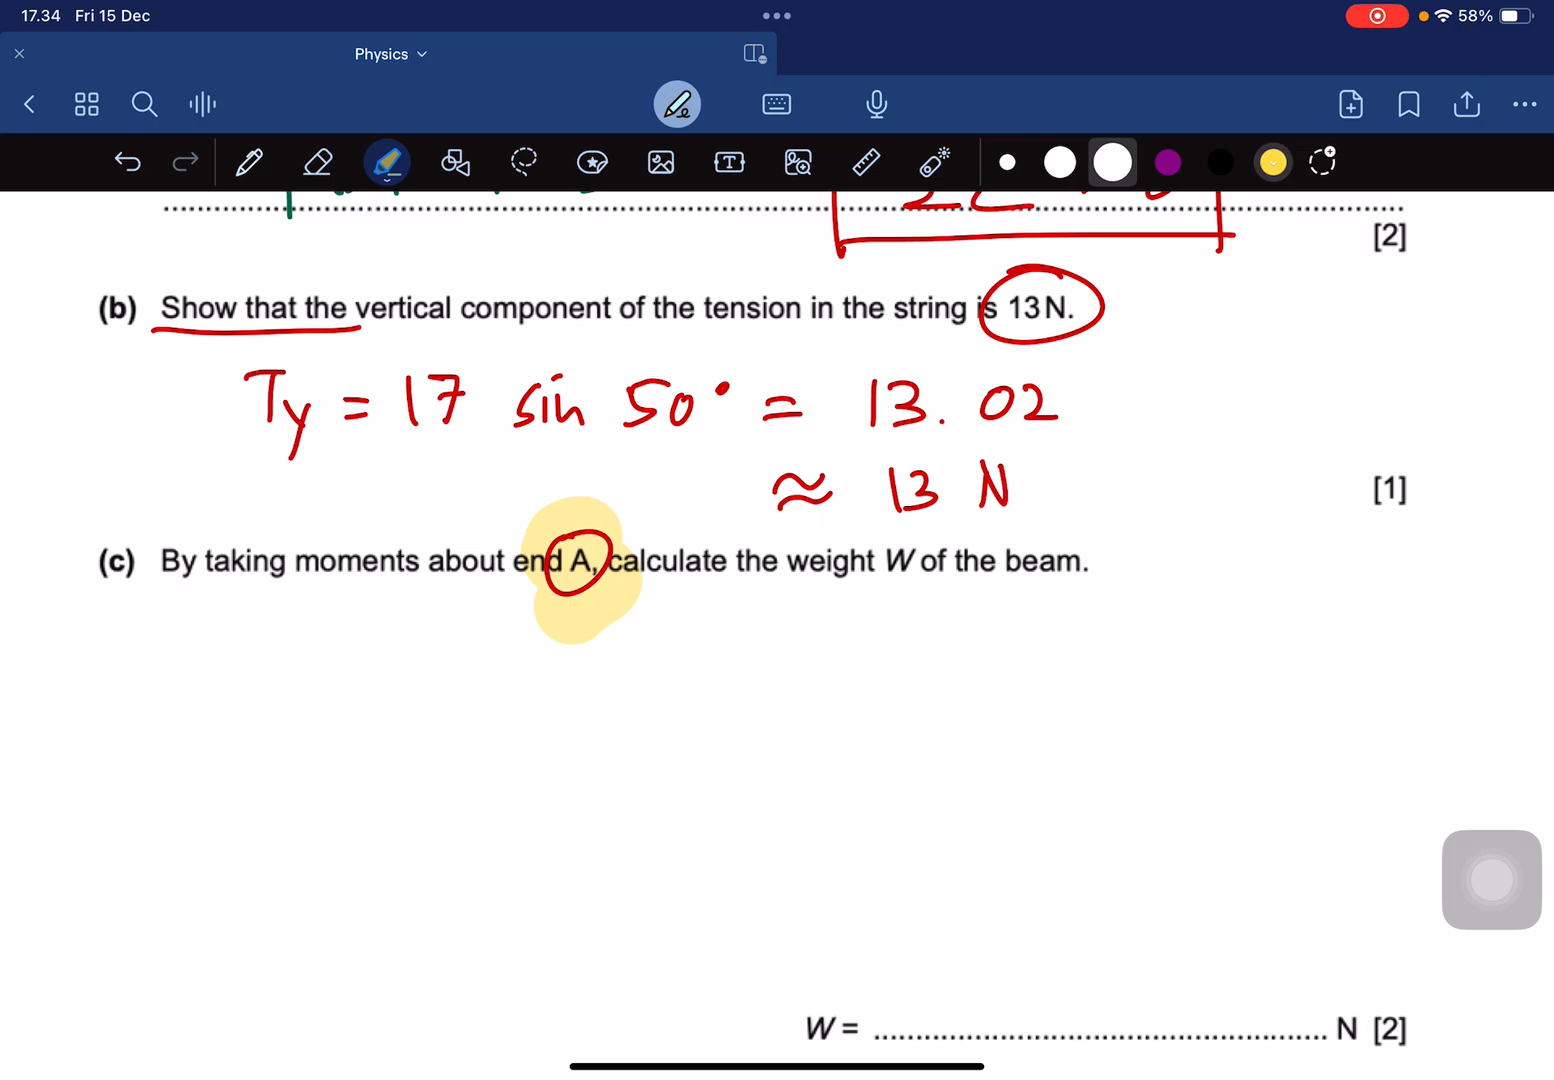 17.34 Fri 15 Dec
58%
Physics
[2]
(b) Show that the vertical component of the tension in the string is 13 N.
Ty = 17 sin 50° = 13.02
≈ 13 N
[1]
(c) By taking moments about end A, calculate the weight W of the beam.
W = ........................................................ N [2]